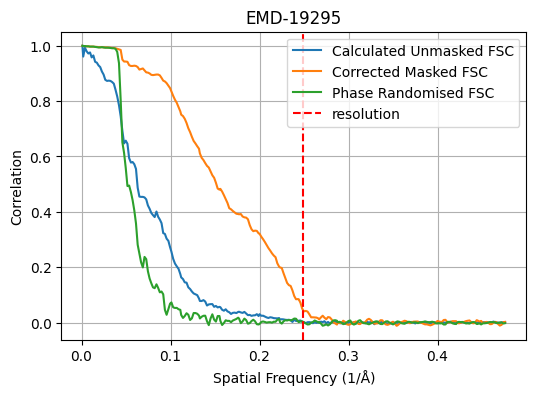 EMD-19295
Calculated Unmasked FSC
Corrected Masked FSC
Phase Randomised FSC
resolution
Correlation
1.0
0.8
0.6
0.4
0.2
0.0
0.0 0.1 0.2 0.3 0.4
Spatial Frequency (1/Å)